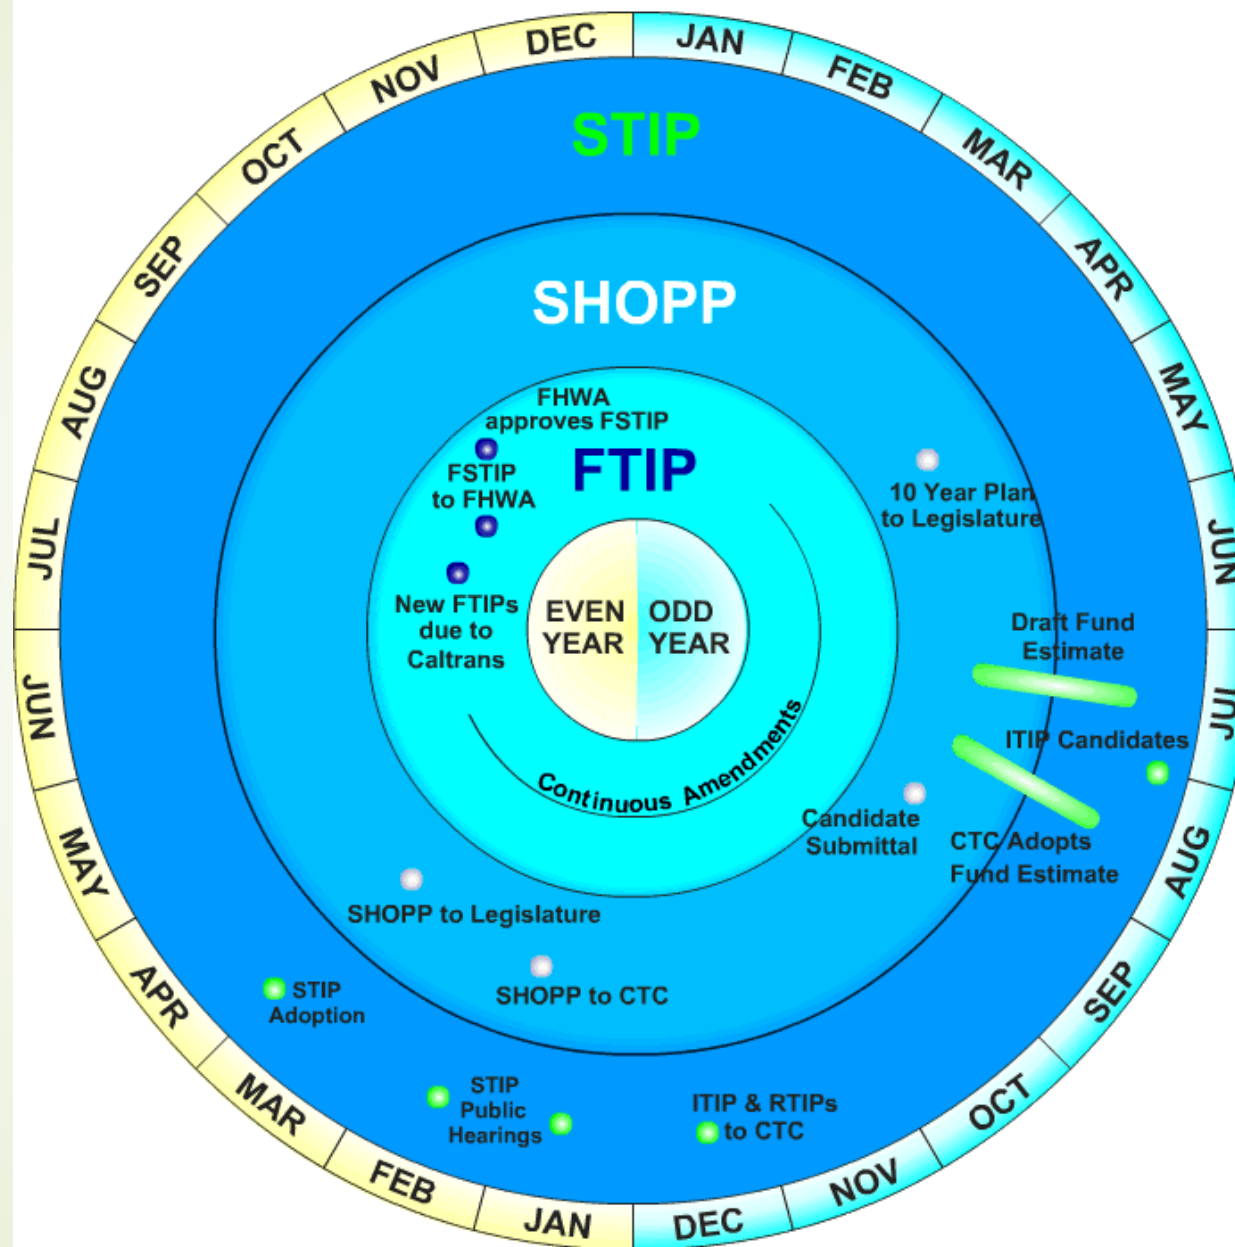 DEC
JAN
FEB
MAR
APR
MAY
JUN
JUL
AUG
SEP
OCT
NOV
DEC
JAN
FEB
MAR
APR
MAY
JUN
JUL
AUG
SEP
OCT
NOV
STIP
SHOPP
FHWA
approves FSTIP
FTIP
FSTIP
to FHWA
New FTIPs
due to
Caltrans
EVEN
YEAR
ODD
YEAR
Continuous Amendments
10 Year Plan
to Legislature
Draft Fund
Estimate
ITIP Candidates
Candidate
Submittal
CTC Adopts
Fund Estimate
SHOPP to Legislature
SHOPP to CTC
STIP
Adoption
STIP
Public
Hearings
ITIP & RTIPs
to CTC